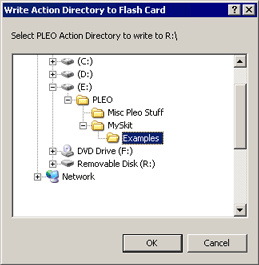 Write Action Directory to Flash Card
Select PLEO Action Directory to write to R:\
(C:)
(D:)
(E:)
PLEO
Misc Pleo Stuff
MySkit
Examples
DVD Drive (F:)
Removable Disk (R:)
Network
OK
Cancel